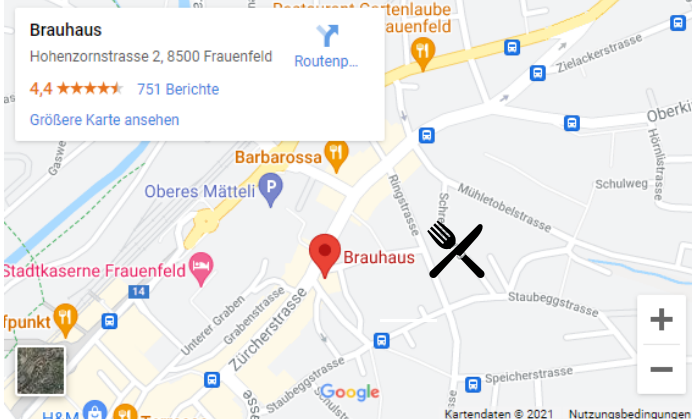 Restaurant Gartenlaube
Frauenfeld
Brauhaus
Hohenzornstrasse 2, 8500 Frauenfeld
Routenp...
4,4
751 Berichte
Größere Karte ansehen
Zielackerstrasse
Barbarossa
Oberes Mätteli
P
Ringstrasse
Mühletobelstrasse
Schulweg
Hörnlistrasse
Brauhaus
Stadtkaserne Frauenfeld
14
Unterer Graben
Grabenstrasse
Zürcherstrasse
Staubeggstrasse
Staubeggstrasse
Speicherstrasse
H&M
Google
Kartendaten © 2021
Nutzungsbedingungen